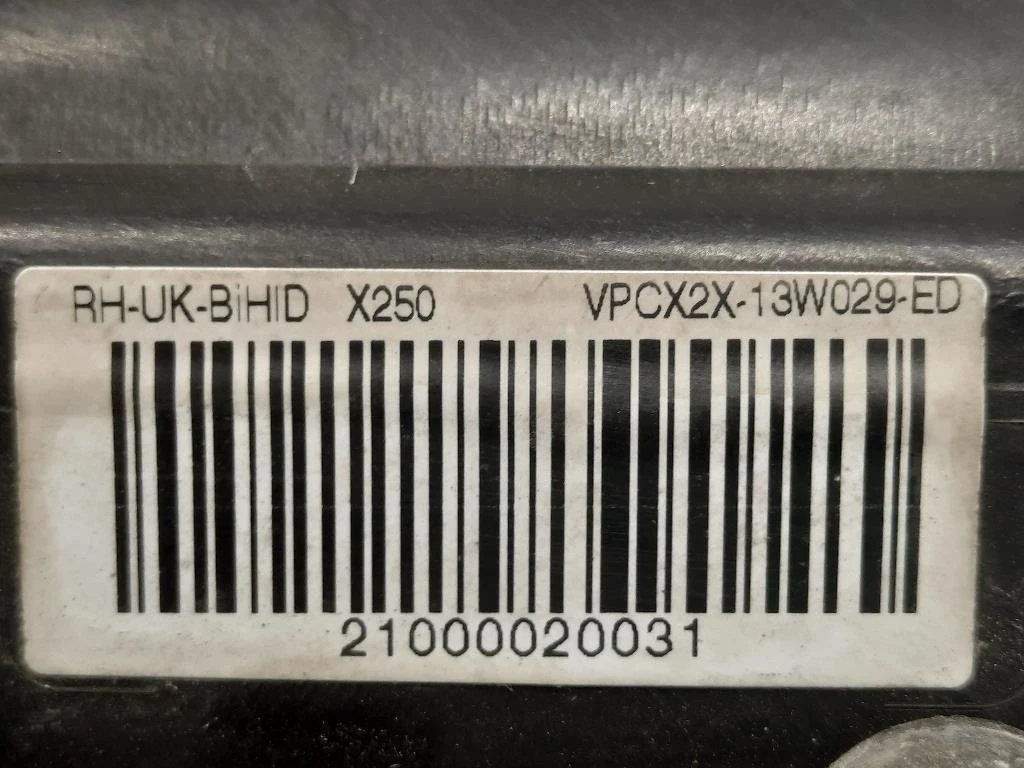 RH-UK-BiHID X250 VPCX2X-13W029-ED
21000020031